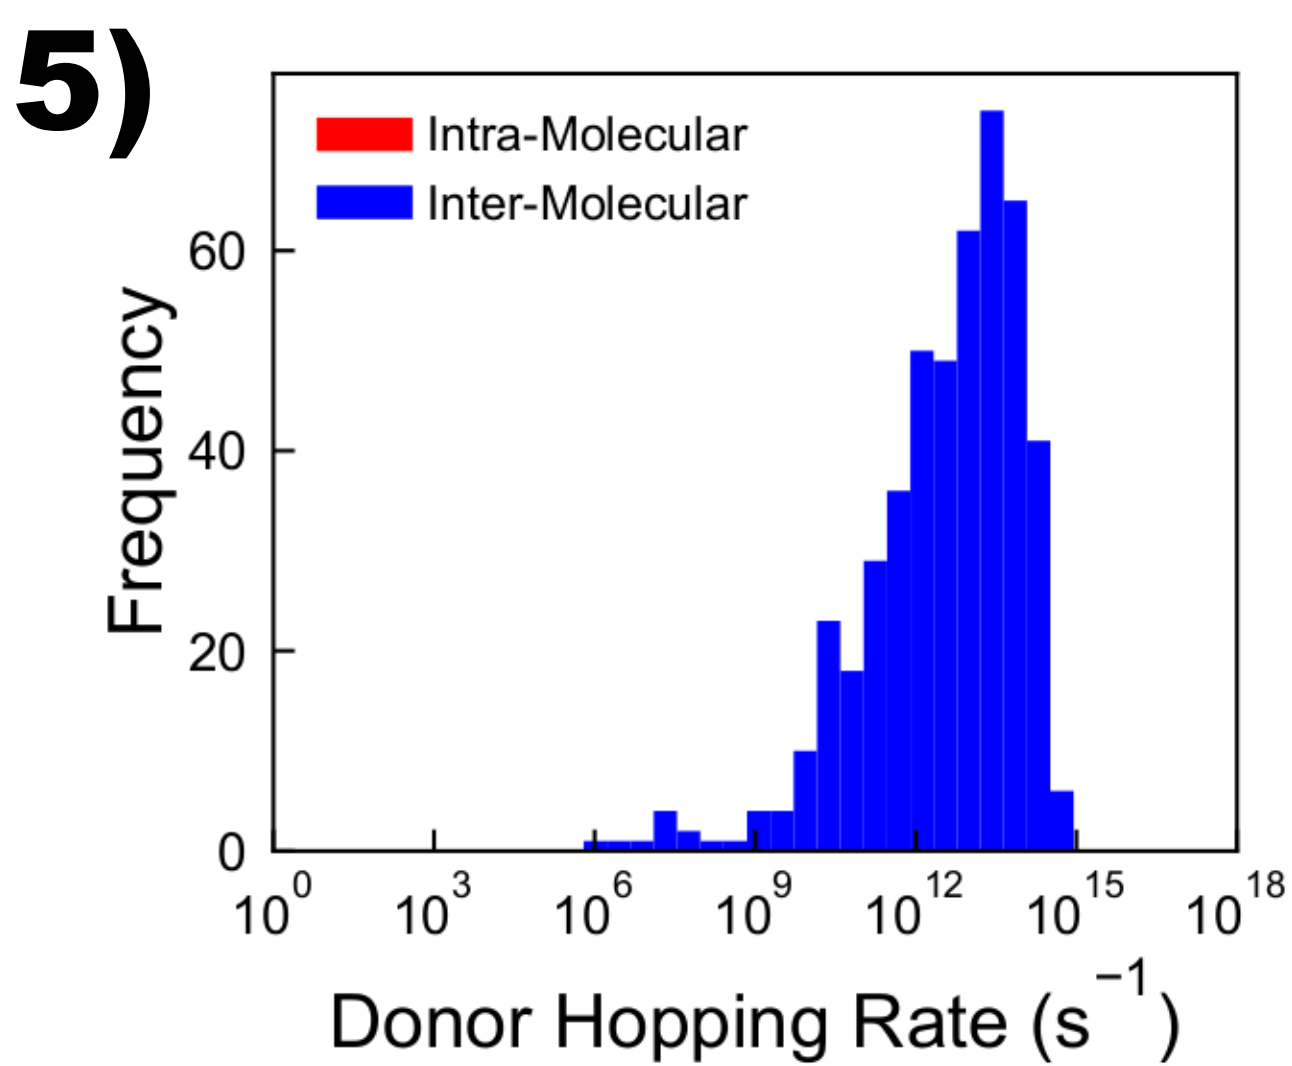 5)
Intra-Molecular
Inter-Molecular
Frequency
60
40
20
0
10^0 10^3 10^6 10^9 10^12 10^15 10^18
Donor Hopping Rate (s^−1)